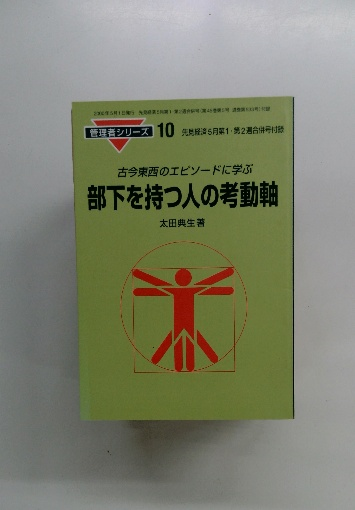 管理者シリーズ 10 先見経済5月第1・第2週合併号付録
古今東西のエピソードに学ぶ
部下を持つ人の考動軸
太田典生著